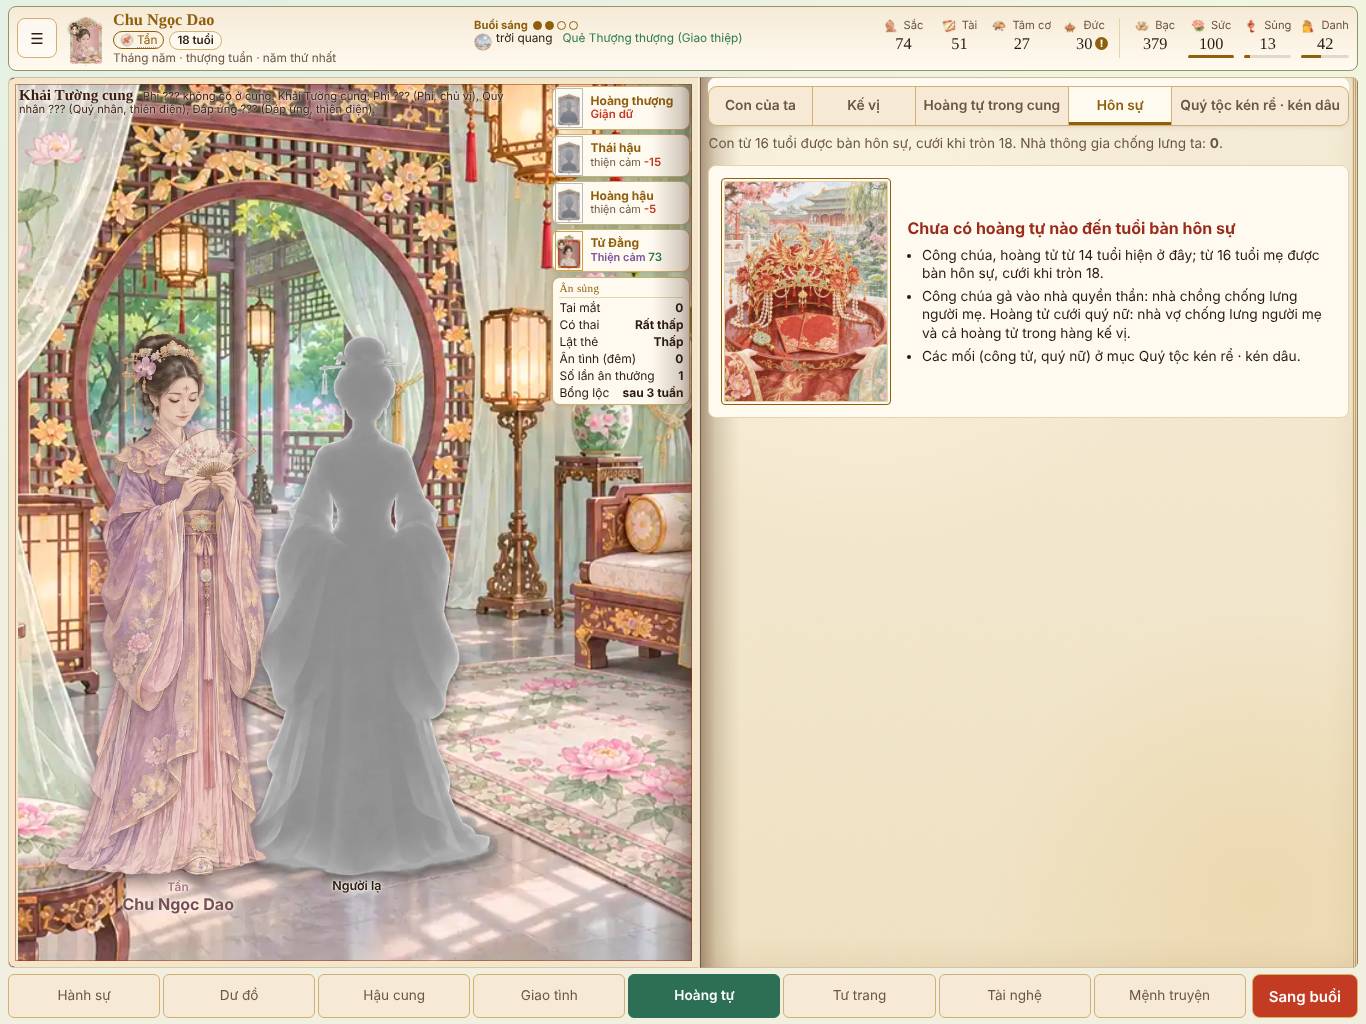 ☰
Chu Ngọc Dao
Tần
18 tuổi
Tháng năm · thượng tuần · năm thứ nhất
Buổi sáng
trời quang Quẻ Thượng thượng (Giao thiệp)
Sắc
74
Tài
51
Tâm cơ
27
Đức
30 !
Bạc
379
Sức
100
Sủng
13
Danh
42
Khải Tường cung · Phi ??? không có ở cung. Khải Tường cung: Phi ??? (Phi, chủ vị), Quý
nhân ??? (Quý nhân, thiên điện), Đáp ứng ??? (Đáp ứng, thiên điện).
Hoàng thượng
Giận dữ
Thái hậu
thiện cảm -15
Hoàng hậu
thiện cảm -5
Tử Đằng
Thiện cảm 73
Ân sủng
Tai mắt 0
Có thai Rất thấp
Lật thẻ Thấp
Ân tình (đêm) 0
Số lần ân thưởng 1
Bổng lộc sau 3 tuần
Tần
Chu Ngọc Dao
Người lạ
Con của ta
Kế vị
Hoàng tự trong cung
Hôn sự
Quý tộc kén rể · kén dâu
Con từ 16 tuổi được bàn hôn sự, cưới khi tròn 18. Nhà thông gia chống lưng ta: 0.
Chưa có hoàng tự nào đến tuổi bàn hôn sự
• Công chúa, hoàng tử từ 14 tuổi hiện ở đây; từ 16 tuổi mẹ được
bàn hôn sự, cưới khi tròn 18.
• Công chúa gả vào nhà quyền thần: nhà chồng chống lưng
người mẹ. Hoàng tử cưới quý nữ: nhà vợ chống lưng người mẹ
và cả hoàng tử trong hàng kế vị.
• Các mối (công tử, quý nữ) ở mục Quý tộc kén rể · kén dâu.
Hành sự
Dư đồ
Hậu cung
Giao tình
Hoàng tự
Tư trang
Tài nghệ
Mệnh truyện
Sang buổi